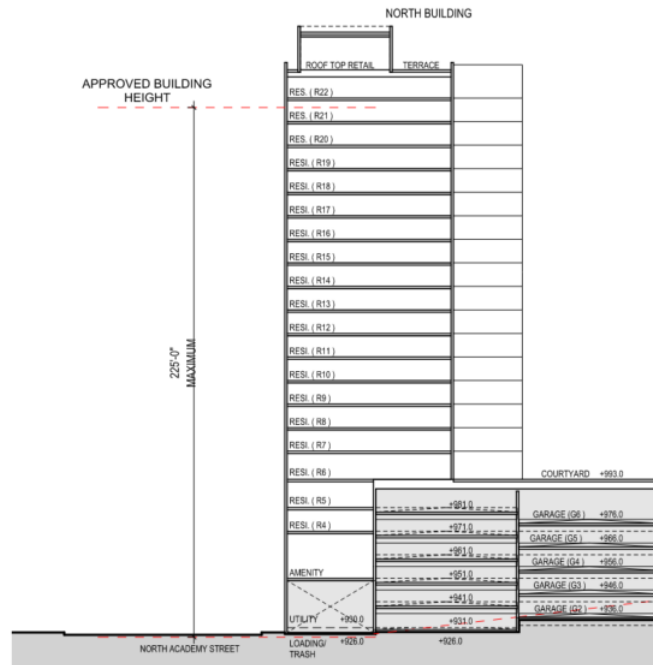 NORTH BUILDING
ROOF TOP RETAIL TERRACE
APPROVED BUILDING
HEIGHT
RES. ( R22 )
RES. ( R21 )
RES. ( R20 )
RESI. ( R19 )
RESI. ( R18 )
RESI. ( R17 )
RESI. ( R16 )
RESI. ( R15 )
RESI. ( R14 )
RESI. ( R13 )
RESI. ( R12 )
RESI. ( R11 )
RESI. ( R10 )
RESI. ( R9 )
RESI. ( R8 )
RESI. ( R7 )
RESI. ( R6 )
RESI. ( R5 )
RESI. ( R4 )
225'-0"
MAXIMUM
COURTYARD +993.0
+981.0
GARAGE (G6 ) +976.0
+971.0
GARAGE (G5 ) +966.0
+961.0
GARAGE (G4 ) +956.0
AMENITY
+951.0
GARAGE (G3 ) +946.0
+941.0
GARAGE (G2 ) +936.0
UTILITY +930.0
+931.0
NORTH ACADEMY STREET
LOADING/ +926.0
TRASH
+926.0